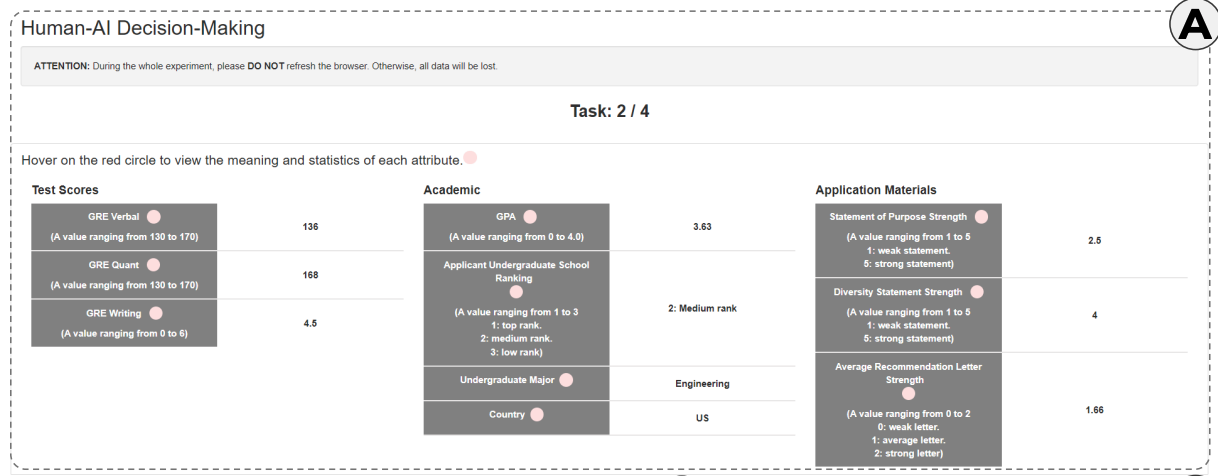 A
Human-AI Decision-Making
ATTENTION: During the whole experiment, please DO NOT refresh the browser. Otherwise, all data will be lost.
Task: 2 / 4
Hover on the red circle to view the meaning and statistics of each attribute.
Test Scores
GRE Verbal
(A value ranging from 130 to 170)
136
GRE Quant
(A value ranging from 130 to 170)
168
GRE Writing
(A value ranging from 0 to 6)
4.5
Academic
GPA
(A value ranging from 0 to 4.0)
3.63
Applicant Undergraduate School
Ranking
(A value ranging from 1 to 3
1: top rank.
2: medium rank.
3: low rank)
2: Medium rank
Undergraduate Major
Engineering
Country
US
Application Materials
Statement of Purpose Strength
(A value ranging from 1 to 5
1: weak statement.
5: strong statement)
2.5
Diversity Statement Strength
(A value ranging from 1 to 5
1: weak statement.
5: strong statement)
4
Average Recommendation Letter
Strength
(A value ranging from 0 to 2
0: weak letter.
1: average letter.
2: strong letter)
1.66